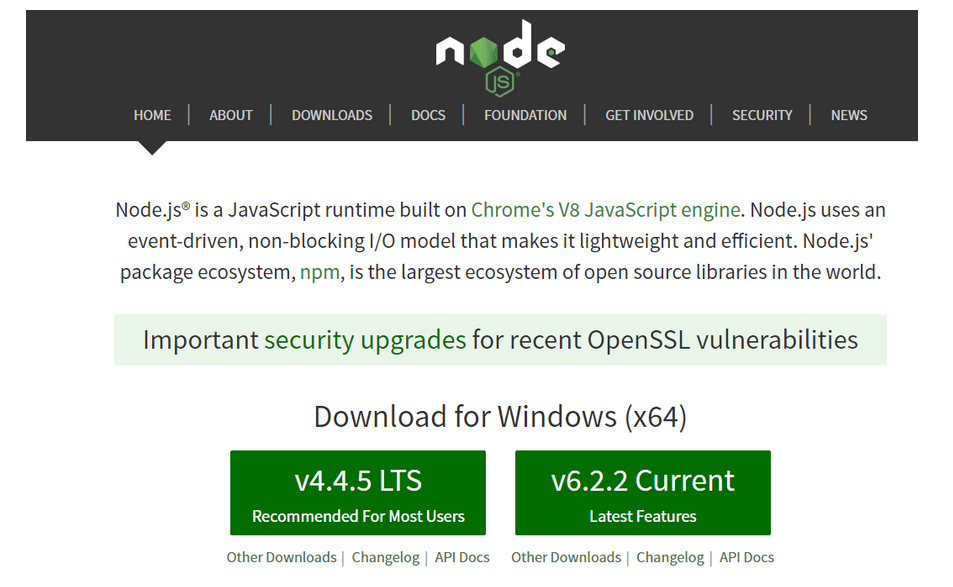 node
JS®
HOME | ABOUT | DOWNLOADS | DOCS | FOUNDATION | GET INVOLVED | SECURITY | NEWS
Node.js® is a JavaScript runtime built on Chrome's V8 JavaScript engine. Node.js uses an
event-driven, non-blocking I/O model that makes it lightweight and efficient. Node.js'
package ecosystem, npm, is the largest ecosystem of open source libraries in the world.
Important security upgrades for recent OpenSSL vulnerabilities
Download for Windows (x64)
v4.4.5 LTS
Recommended For Most Users
Other Downloads | Changelog | API Docs
v6.2.2 Current
Latest Features
Other Downloads | Changelog | API Docs